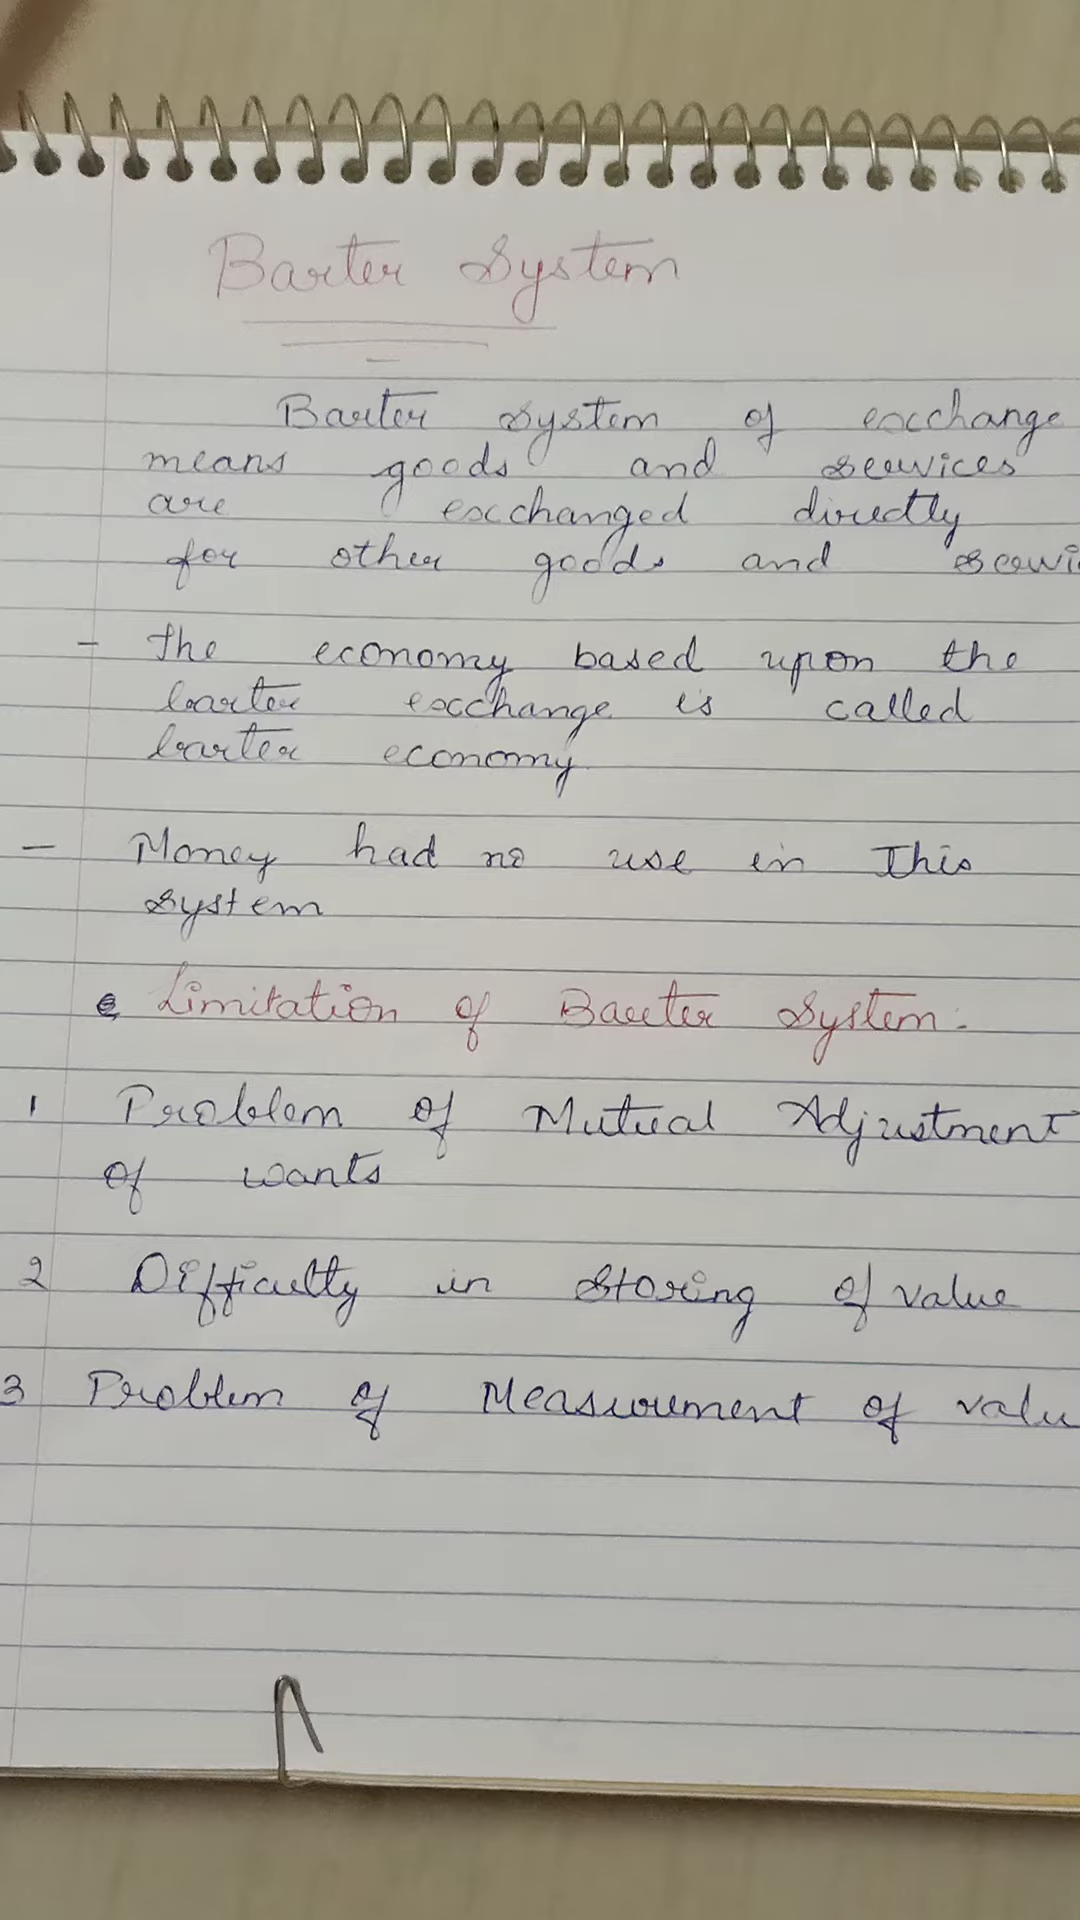 Barter System
Barter System of exchange
means goods and services
are exchanged directly
for other goods and servic
- The economy based upon the
barter exchange is called
barter economy.
- Money had no use in This
System
Limitation of Barter System.
1 Problem of Mutual Adjustment
of wants
2 Difficulty in Storing of value
3 Problem of Measurement of valu